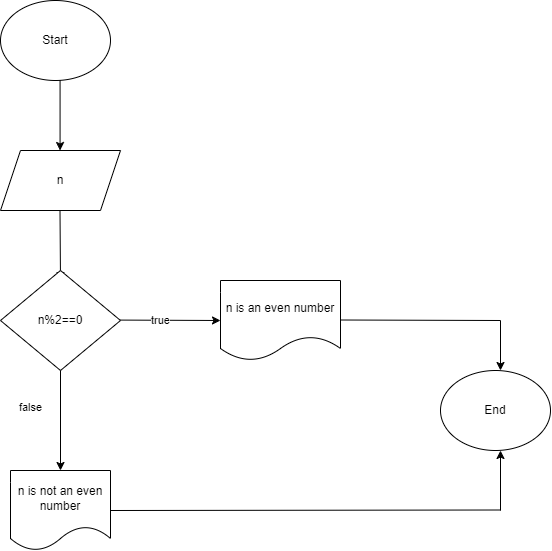 Start
n
n%2==0
true
n is an even number
false
End
n is not an even
number